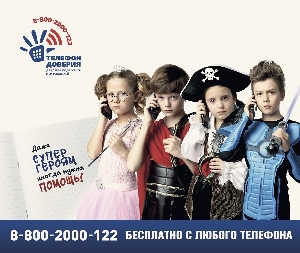 8-800-2000-122
ТЕЛЕФОН
ДОВЕРИЯ
Даже
СУПЕР
ГЕРОЯМ
иногда нужна
ПОМОЩЬ!
8-800-2000-122 БЕСПЛАТНО С ЛЮБОГО ТЕЛЕФОНА